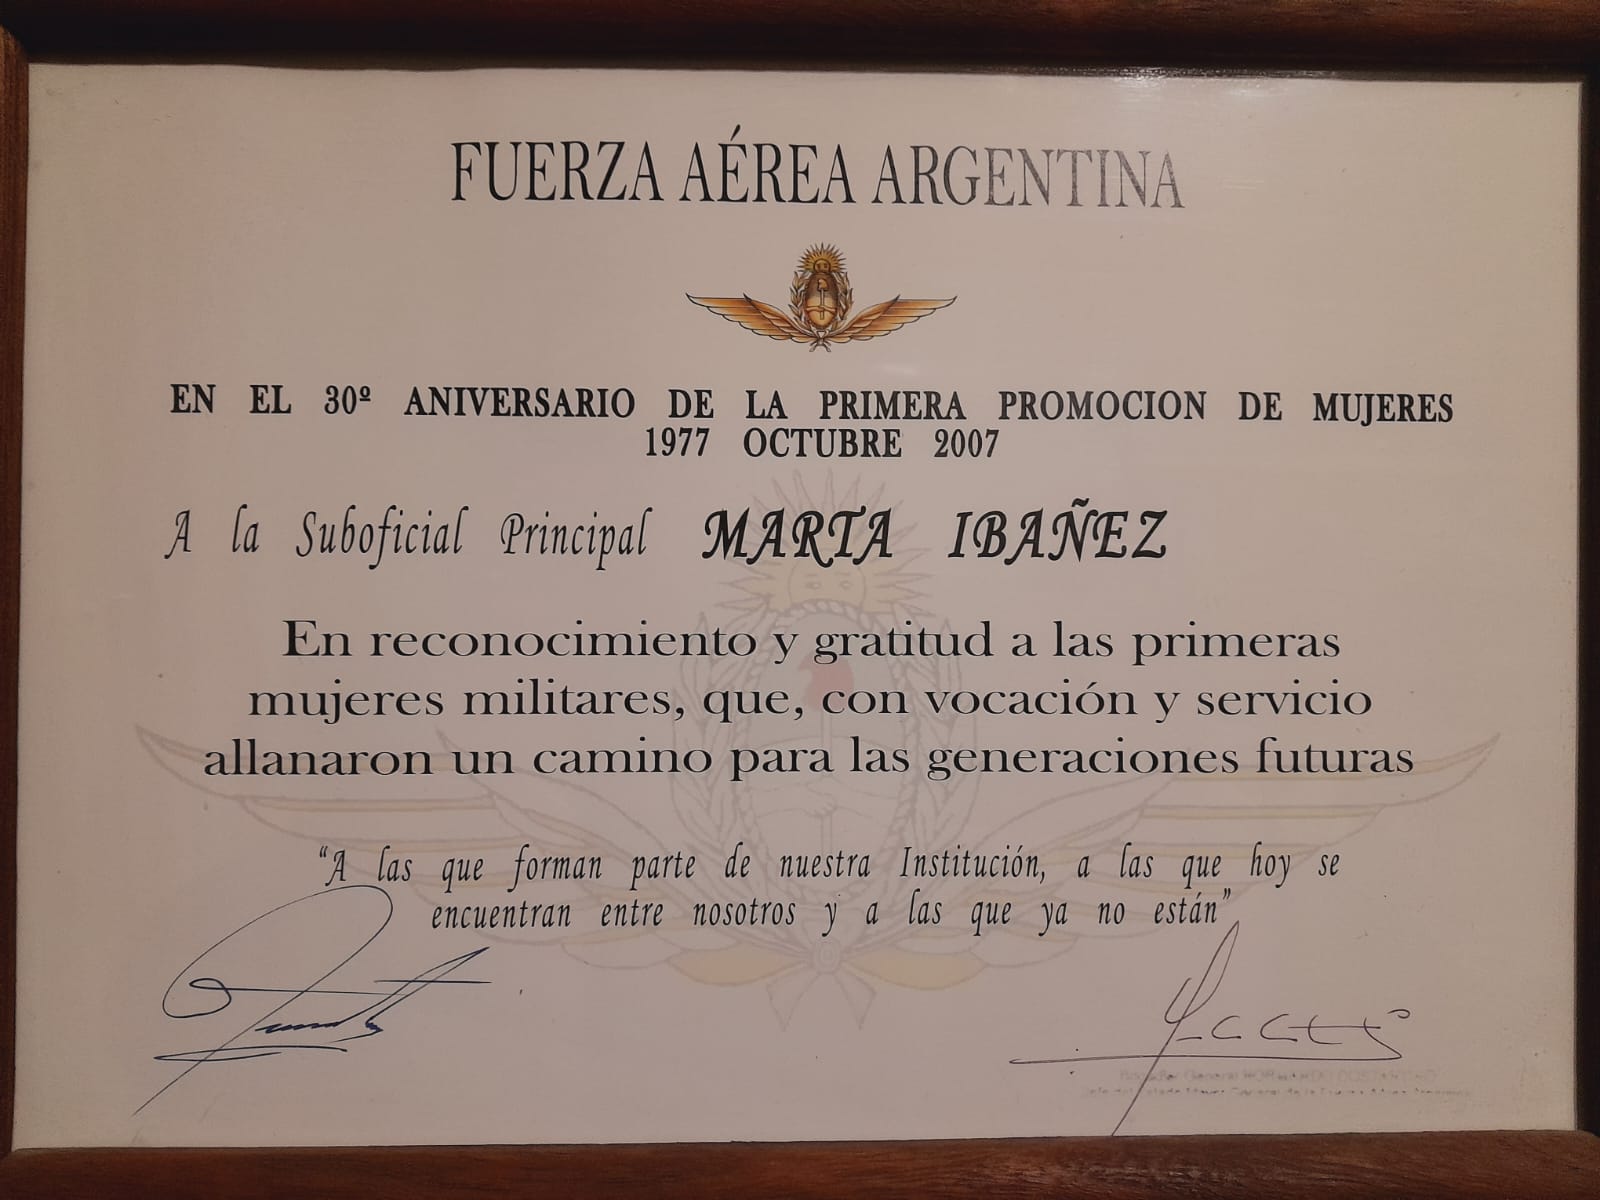 FUERZA AÉREA ARGENTINA
EN EL 30º ANIVERSARIO DE LA PRIMERA PROMOCION DE MUJERES
1977 OCTUBRE 2007
A la Suboficial Principal MARTA IBAÑEZ
En reconocimiento y gratitud a las primeras
mujeres militares, que, con vocación y servicio
allanaron un camino para las generaciones futuras
“A las que forman parte de nuestra Institución, a las que hoy se
encuentran entre nosotros y a las que ya no están”